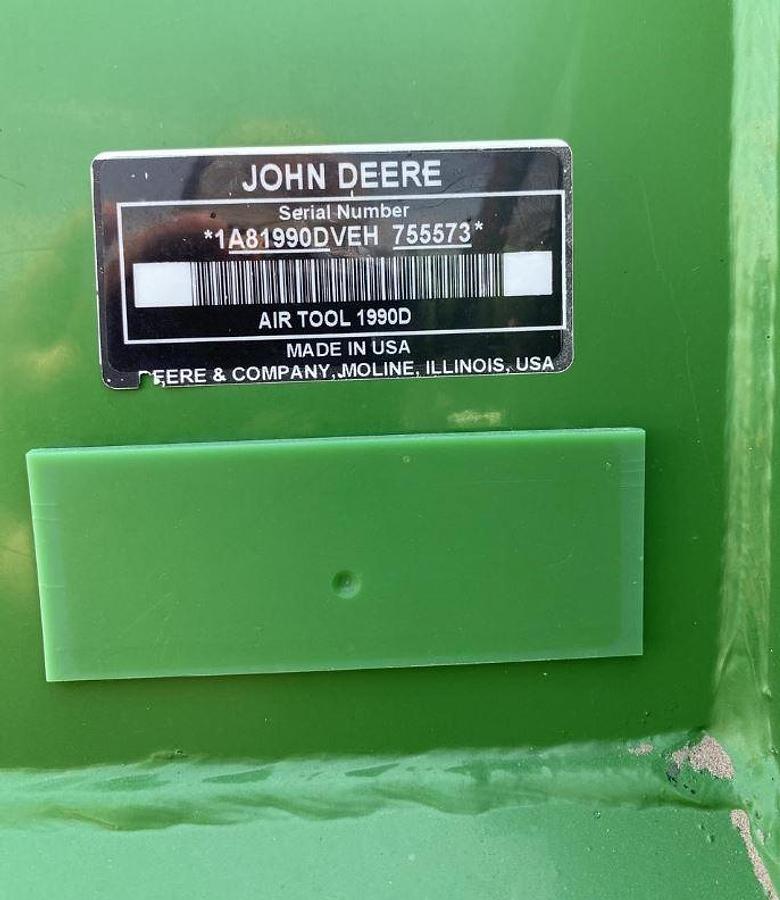 JOHN DEERE
Serial Number
*1A81990DVEH 755573*
AIR TOOL 1990D
MADE IN USA
DEERE & COMPANY, MOLINE, ILLINOIS, USA